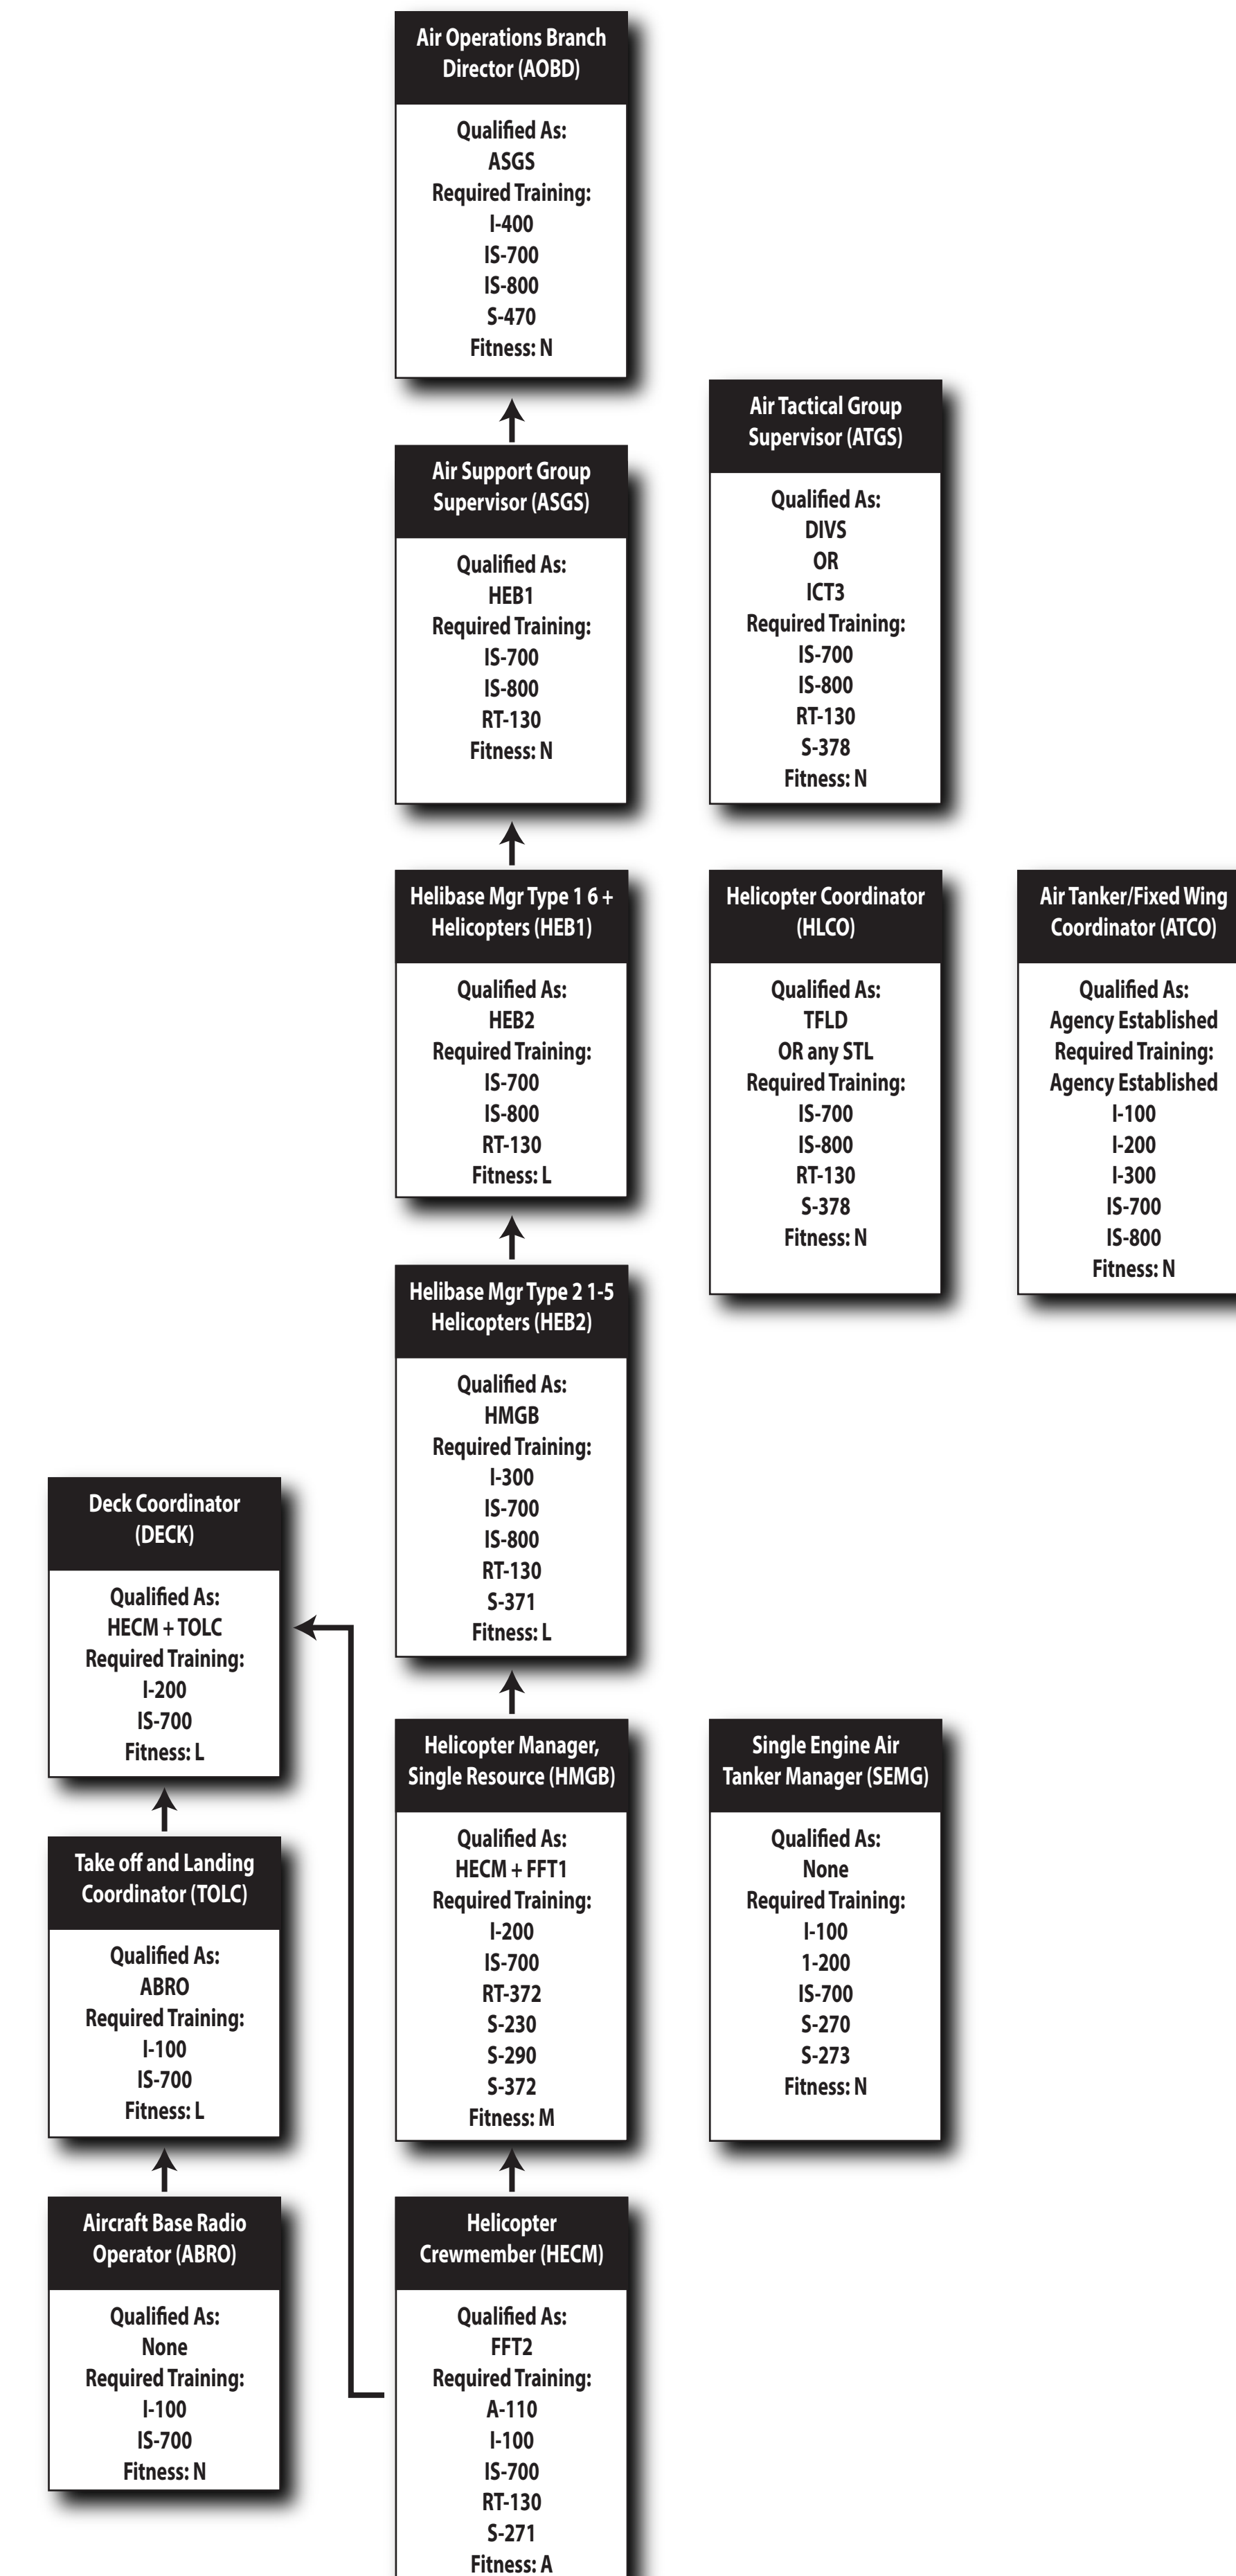 Air Operations Branch
Director (AOBD)
Qualified As:
ASGS
Required Training:
I-400
IS-700
IS-800
S-470
Fitness: N
Air Tactical Group
Supervisor (ATGS)
Qualified As:
DIVS
OR
ICT3
Required Training:
IS-700
IS-800
RT-130
S-378
Fitness: N
Air Support Group
Supervisor (ASGS)
Qualified As:
HEB1
Required Training:
IS-700
IS-800
RT-130
Fitness: N
Helibase Mgr Type 1 6 +
Helicopters (HEB1)
Qualified As:
HEB2
Required Training:
IS-700
IS-800
RT-130
Fitness: L
Helicopter Coordinator
(HLCO)
Qualified As:
TFLD
OR any STL
Required Training:
IS-700
IS-800
RT-130
S-378
Fitness: N
Air Tanker/Fixed Wing
Coordinator (ATCO)
Qualified As:
Agency Established
Required Training:
Agency Established
I-100
I-200
I-300
IS-700
IS-800
Fitness: N
Helibase Mgr Type 2 1-5
Helicopters (HEB2)
Qualified As:
HMGB
Required Training:
I-300
IS-700
IS-800
RT-130
S-371
Fitness: L
Deck Coordinator
(DECK)
Qualified As:
HECM + TOLC
Required Training:
I-200
IS-700
Fitness: L
Helicopter Manager,
Single Resource (HMGB)
Qualified As:
HECM + FFT1
Required Training:
I-200
IS-700
RT-372
S-230
S-290
S-372
Fitness: M
Single Engine Air
Tanker Manager (SEMG)
Qualified As:
None
Required Training:
I-100
1-200
IS-700
S-270
S-273
Fitness: N
Take off and Landing
Coordinator (TOLC)
Qualified As:
ABRO
Required Training:
I-100
IS-700
Fitness: L
Aircraft Base Radio
Operator (ABRO)
Qualified As:
None
Required Training:
I-100
IS-700
Fitness: N
Helicopter
Crewmember (HECM)
Qualified As:
FFT2
Required Training:
A-110
I-100
IS-700
RT-130
S-271
Fitness: A